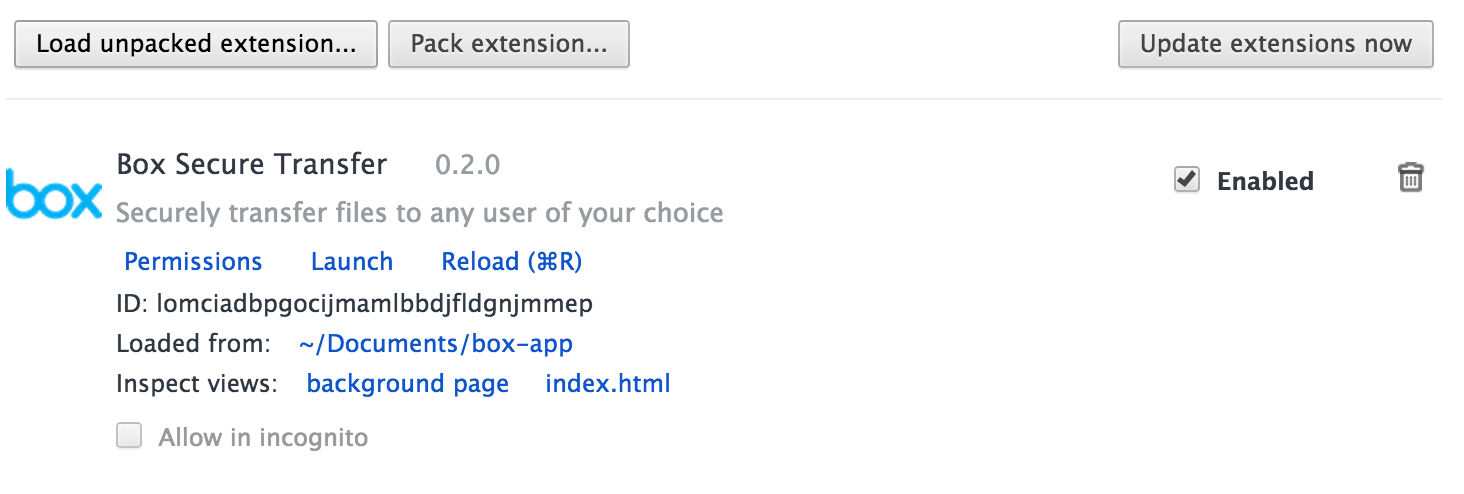 Load unpacked extension... Pack extension... Update extensions now
box
Box Secure Transfer 0.2.0
Enabled
Securely transfer files to any user of your choice
Permissions Launch Reload (⌘R)
ID: lomciadbpgocijmamlbbdjfldgnjmmep
Loaded from: ~/Documents/box-app
Inspect views: background page index.html
Allow in incognito